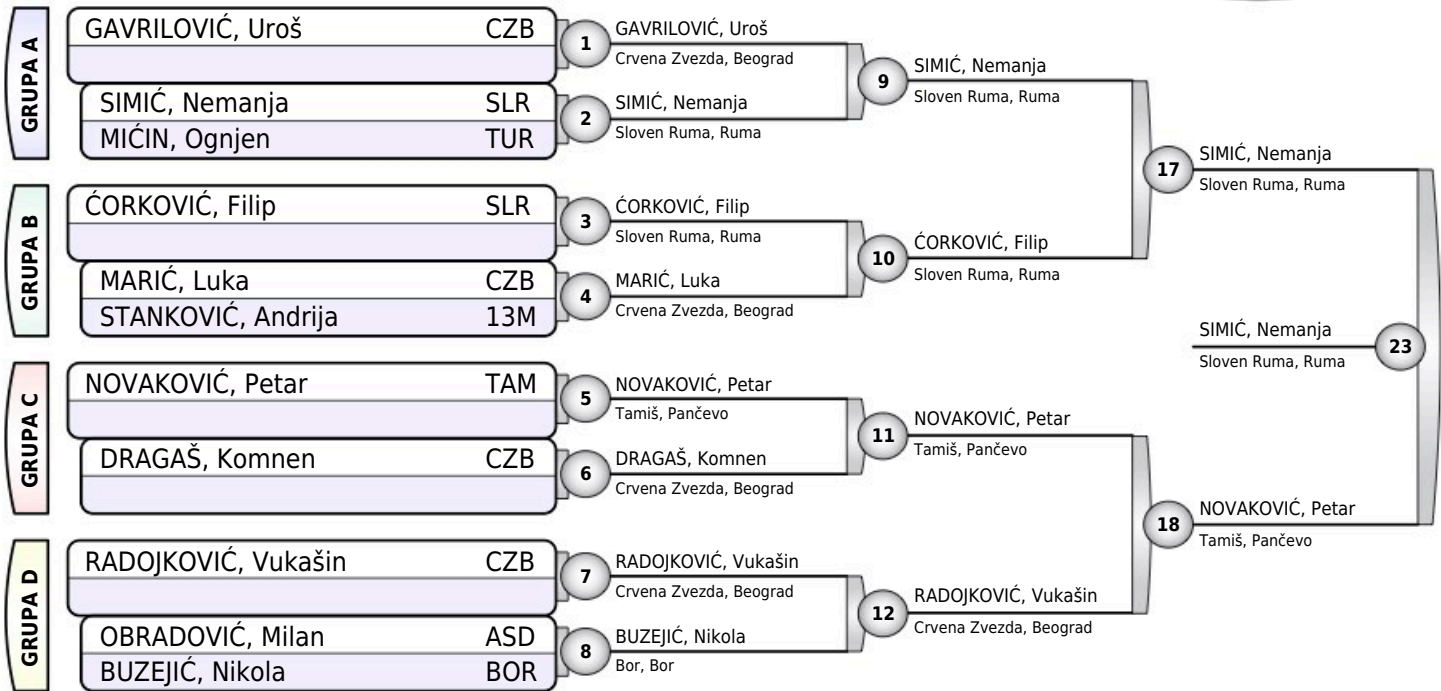 GRUPA A
GAVRILOVIĆ, Uroš CZB
SIMIĆ, Nemanja SLR
MIĆIN, Ognjen TUR
1
GAVRILOVIĆ, Uroš
Crvena Zvezda, Beograd
2
SIMIĆ, Nemanja
Sloven Ruma, Ruma
9
SIMIĆ, Nemanja
Sloven Ruma, Ruma
GRUPA B
ĆORKOVIĆ, Filip SLR
MARIĆ, Luka CZB
STANKOVIĆ, Andrija 13M
3
ĆORKOVIĆ, Filip
Sloven Ruma, Ruma
4
MARIĆ, Luka
Crvena Zvezda, Beograd
10
ĆORKOVIĆ, Filip
Sloven Ruma, Ruma
17
SIMIĆ, Nemanja
Sloven Ruma, Ruma
GRUPA C
NOVAKOVIĆ, Petar TAM
DRAGAŠ, Komnen CZB
5
NOVAKOVIĆ, Petar
Tamiš, Pančevo
6
DRAGAŠ, Komnen
Crvena Zvezda, Beograd
11
NOVAKOVIĆ, Petar
Tamiš, Pančevo
GRUPA D
RADOJKOVIĆ, Vukašin CZB
OBRADOVIĆ, Milan ASD
BUZEJIĆ, Nikola BOR
7
RADOJKOVIĆ, Vukašin
Crvena Zvezda, Beograd
8
BUZEJIĆ, Nikola
Bor, Bor
12
RADOJKOVIĆ, Vukašin
Crvena Zvezda, Beograd
18
NOVAKOVIĆ, Petar
Tamiš, Pančevo
SIMIĆ, Nemanja
Sloven Ruma, Ruma
23